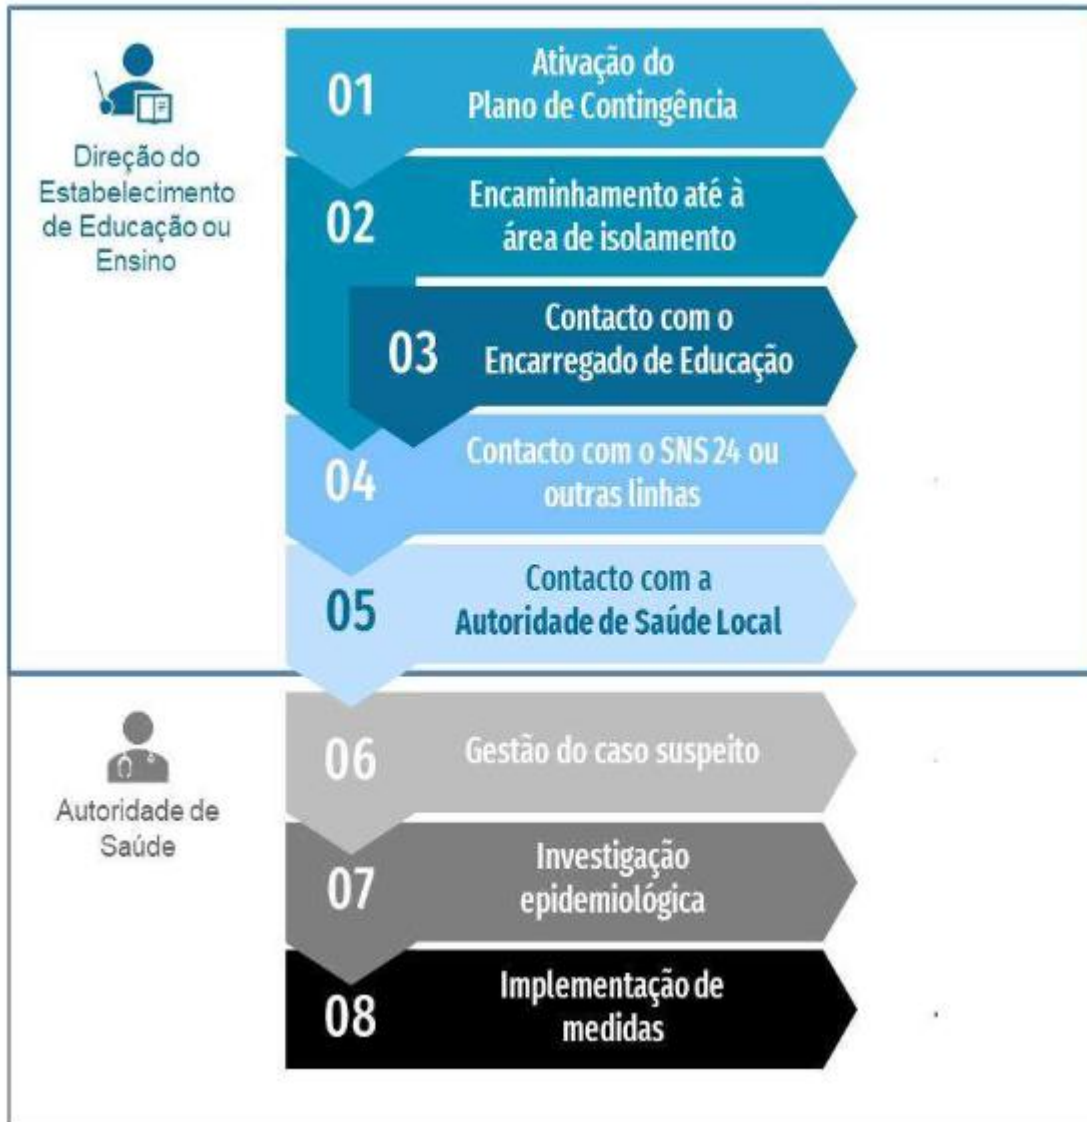 Direção do
Estabelecimento
de Educação ou
Ensino
01
Ativação do
Plano de Contingência
02
Encaminhamento até à
área de isolamento
03
Contacto com o
Encarregado de Educação
04
Contacto com o SNS 24 ou
outras linhas
05
Contacto com a
Autoridade de Saúde Local
Autoridade de
Saúde
06
Gestão do caso suspeito
07
Investigação
epidemiológica
08
Implementação de
medidas